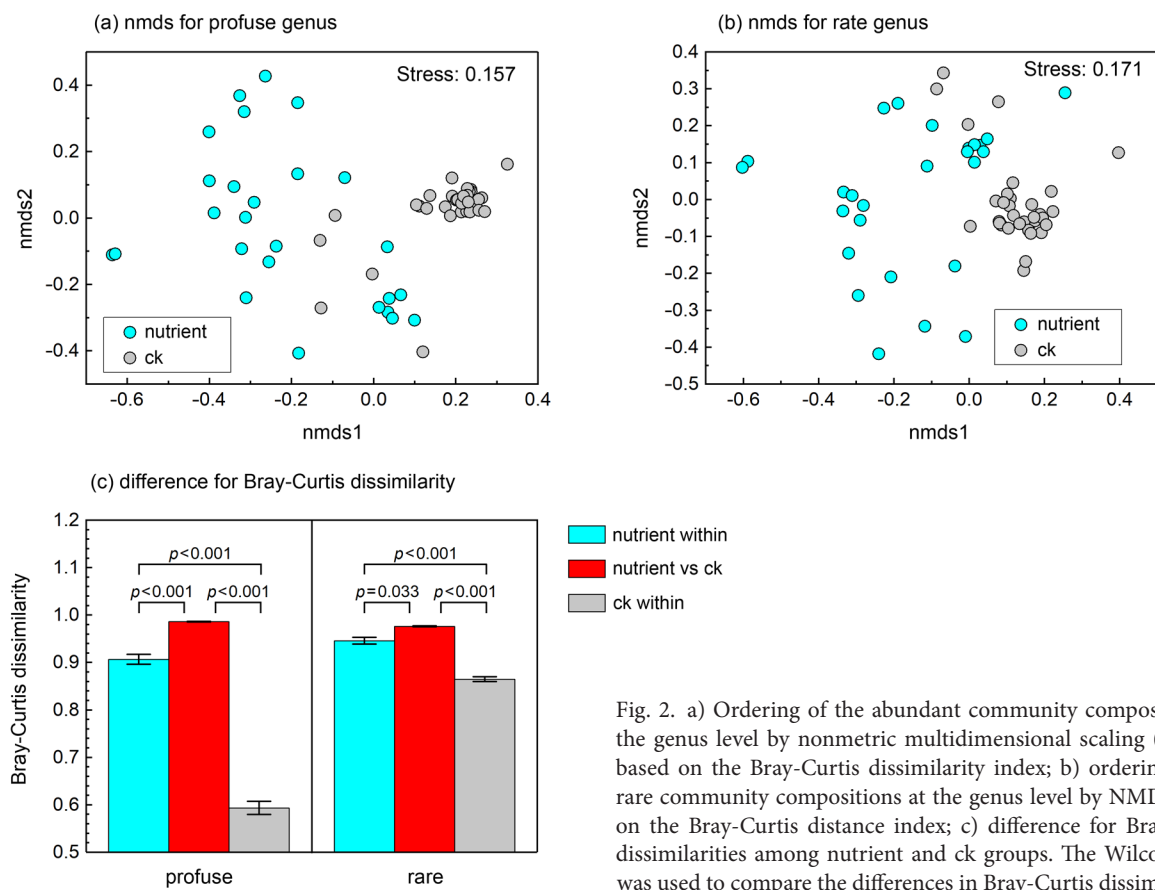 (a) nmds for profuse genus
Stress: 0.157
0.4
0.2
0.0
-0.2
-0.4
nmds2
nutrient
ck
-0.6 -0.4 -0.2 0.0 0.2 0.4
nmds1
(b) nmds for rate genus
Stress: 0.171
0.4
0.3
0.2
0.1
0.0
-0.1
-0.2
-0.3
-0.4
-0.5
nmds2
nutrient
ck
-0.6 -0.4 -0.2 0.0 0.2 0.4
nmds1
(c) difference for Bray-Curtis dissimilarity
1.2
1.1
1.0
0.9
0.8
0.7
0.6
0.5
Bray-Curtis dissimilarity
p<0.001
p<0.001 p<0.001
p<0.001
p=0.033 p<0.001
profuse rare
nutrient within
nutrient vs ck
ck within
Fig. 2. a) Ordering of the abundant community compos
the genus level by nonmetric multidimensional scaling (
based on the Bray-Curtis dissimilarity index; b) orderin
rare community compositions at the genus level by NMD
on the Bray-Curtis distance index; c) difference for Bra
dissimilarities among nutrient and ck groups. The Wilco
was used to compare the differences in Bray-Curtis dissim